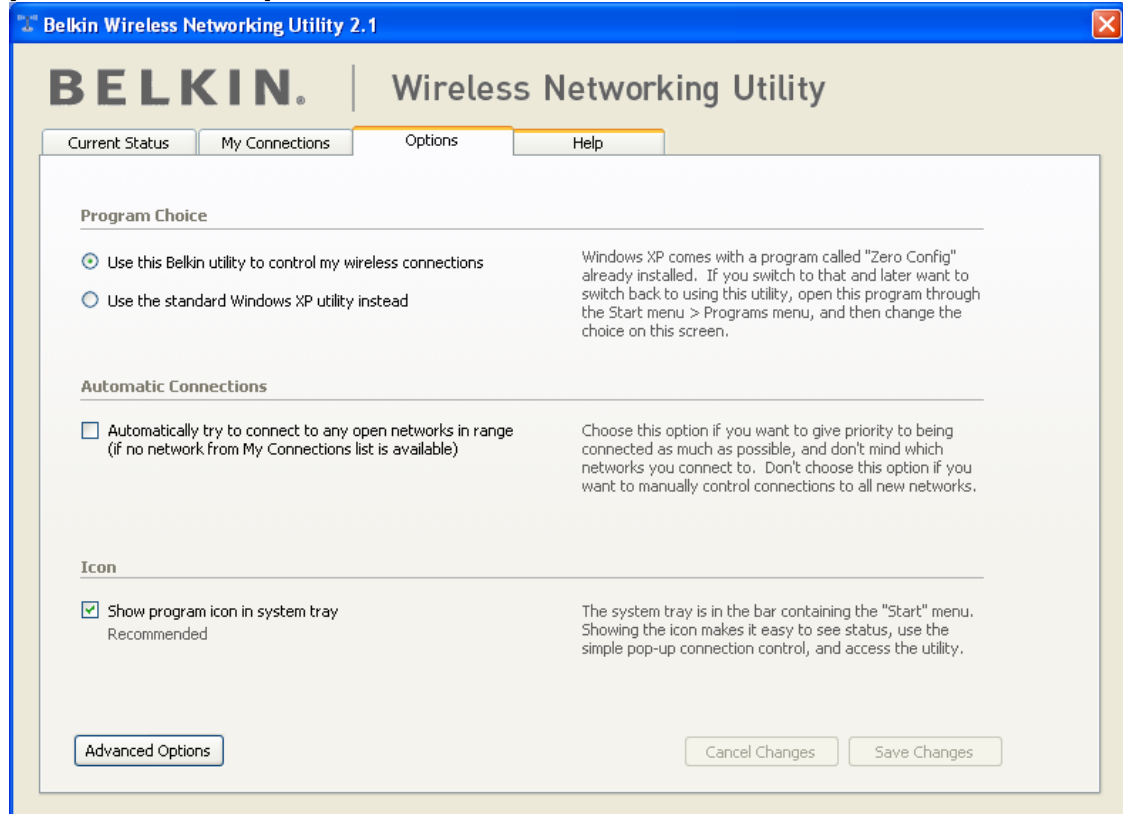 Belkin Wireless Networking Utility 2.1
BELKIN. Wireless Networking Utility
Current Status My Connections Options Help
Program Choice
Use this Belkin utility to control my wireless connections
Use the standard Windows XP utility instead
Windows XP comes with a program called "Zero Config"
already installed. If you switch to that and later want to
switch back to using this utility, open this program through
the Start menu > Programs menu, and then change the
choice on this screen.
Automatic Connections
Automatically try to connect to any open networks in range
(if no network from My Connections list is available)
Choose this option if you want to give priority to being
connected as much as possible, and don't mind which
networks you connect to. Don't choose this option if you
want to manually control connections to all new networks.
Icon
Show program icon in system tray
Recommended
The system tray is in the bar containing the "Start" menu.
Showing the icon makes it easy to see status, use the
simple pop-up connection control, and access the utility.
Advanced Options Cancel Changes Save Changes